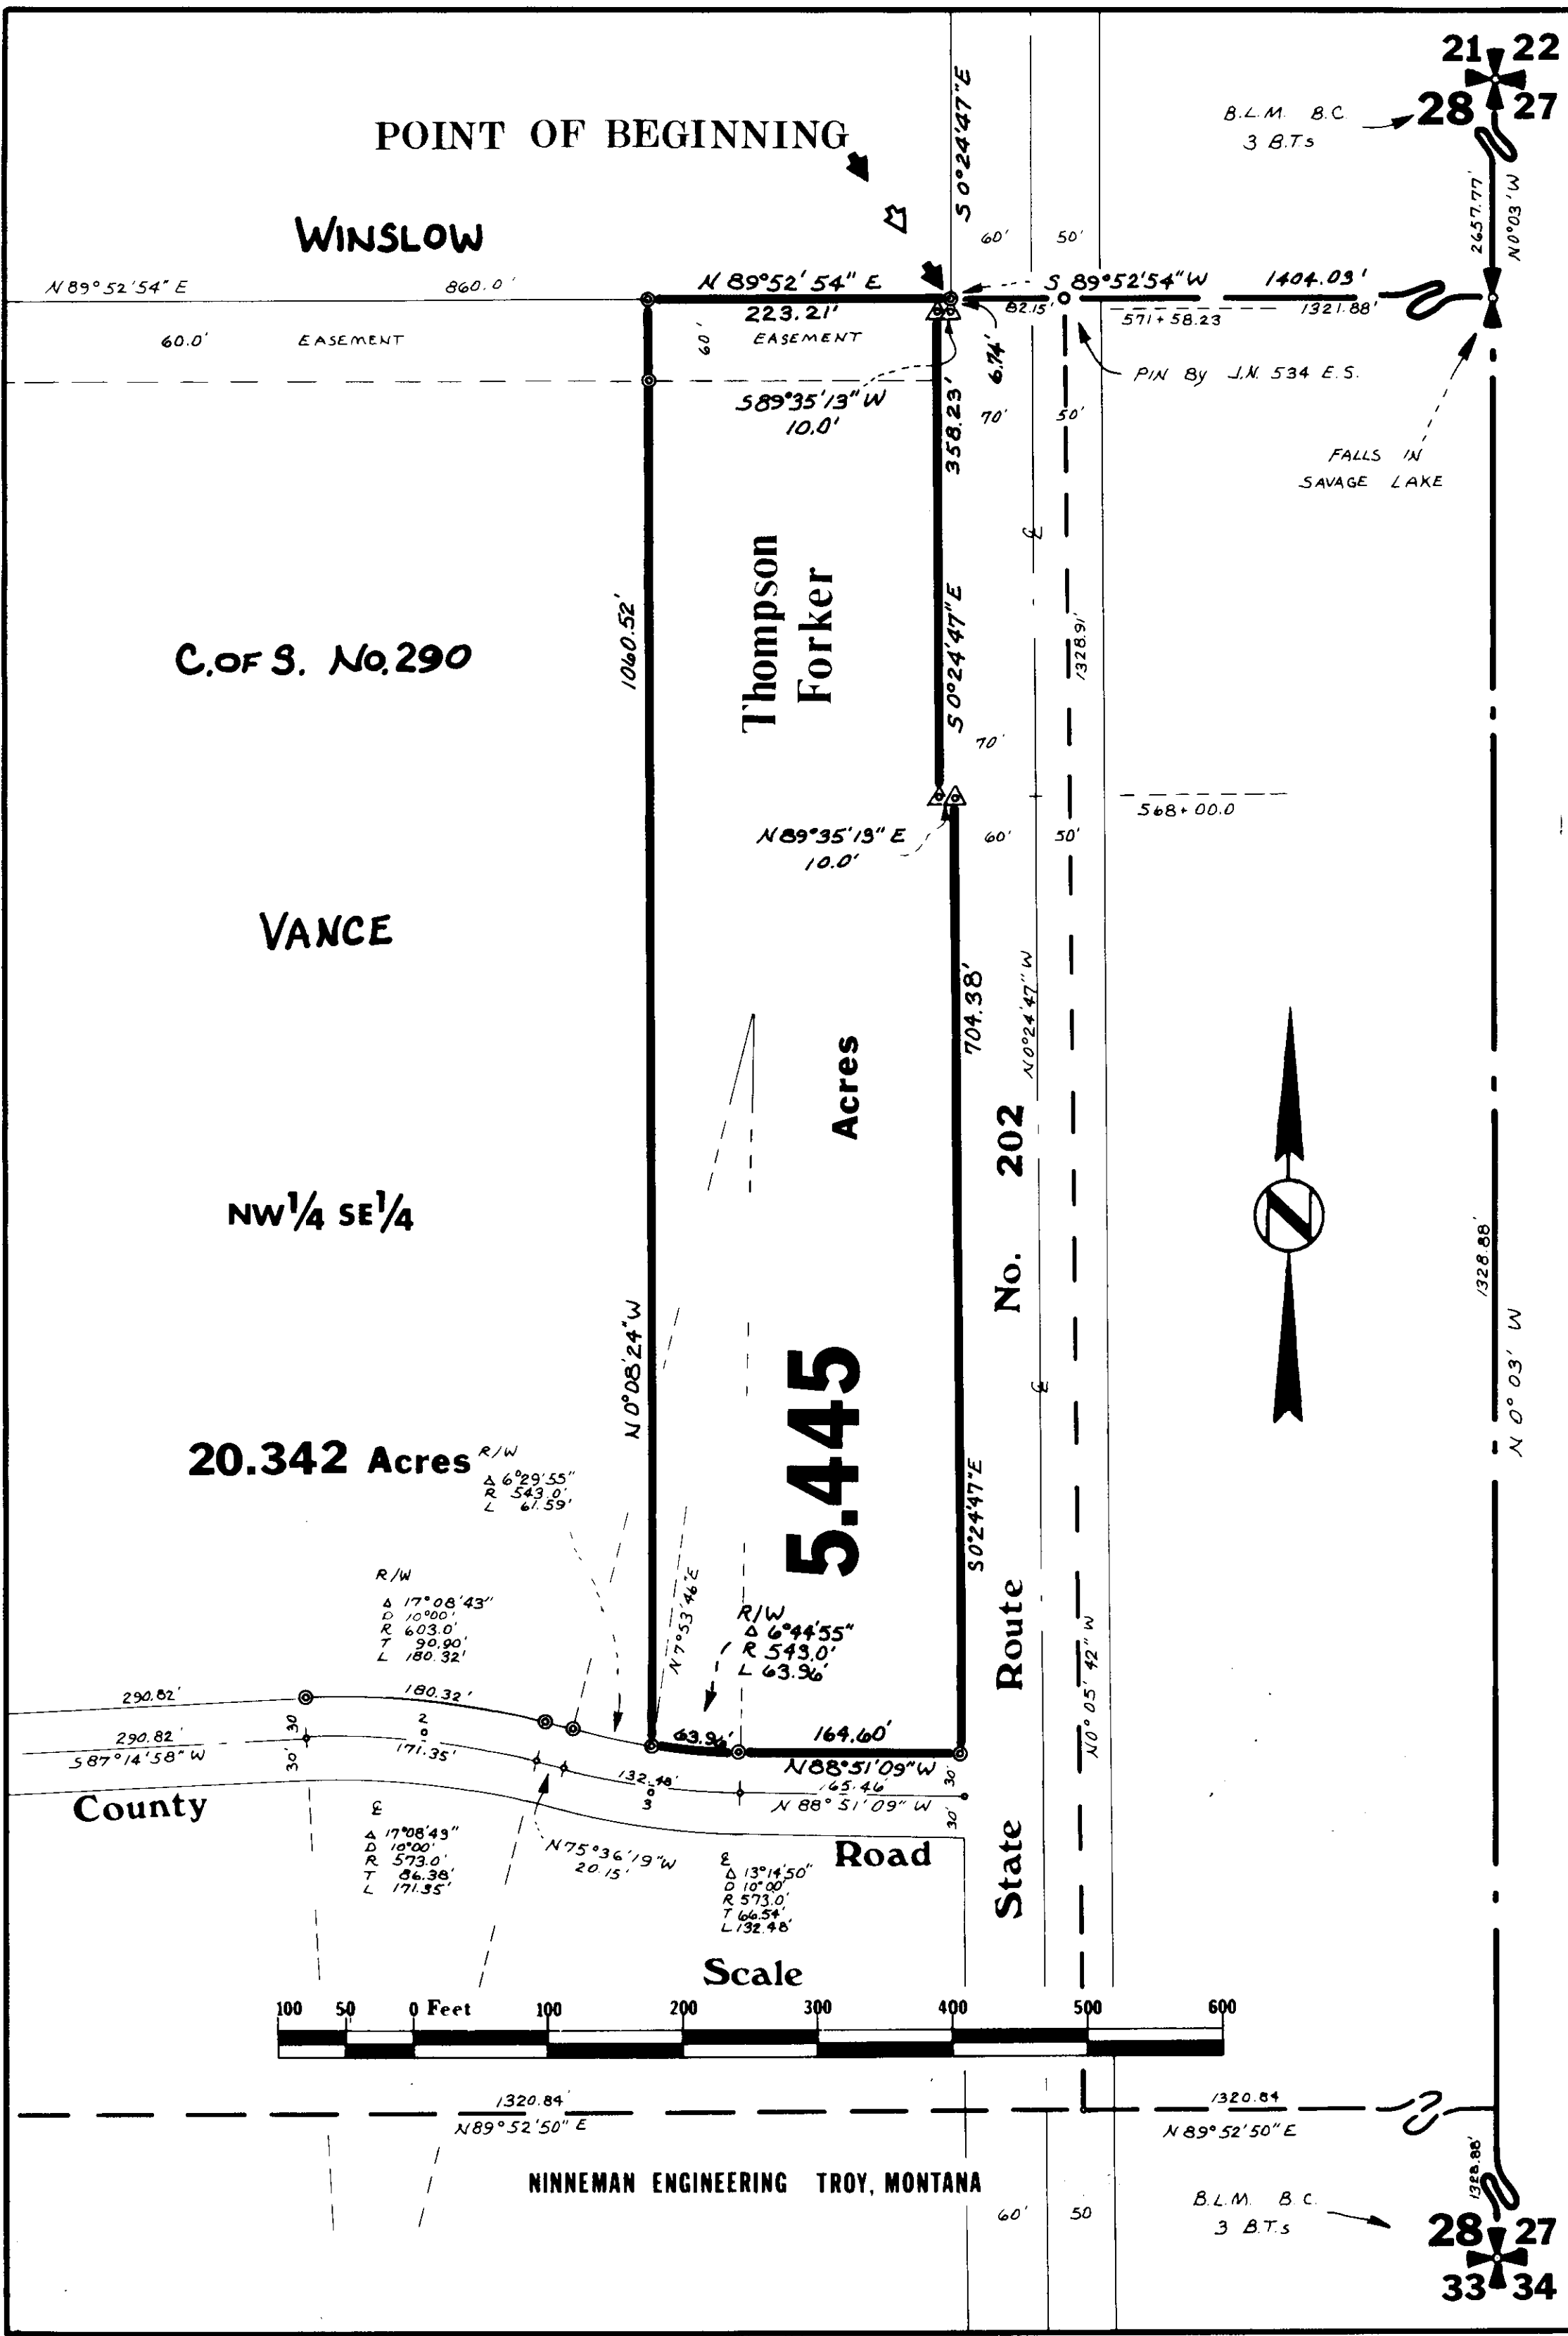 21 22
28 27
B.L.M. B.C.
3 B.T.s
POINT OF BEGINNING
S 0°24'47"E
2657.77'
N0°03'W
WINSLOW
60' 50'
N 89°52'54" E 860.0'
N 89°52'54" E
223.21'
S 89°52'54"W 1404.03'
82.15'
571+58.23
1321.88'
60.0' EASEMENT
60'
EASEMENT
6.74'
PIN By J.N. 534 E.S.
S89°35'13"W
10.0'
358.23'
70' 50'
FALLS IN
SAVAGE LAKE
Thompson
Forker
1060.52'
S 0°24'47"E
1328.91'
C.OF S. No. 290
70'
568+00.0
N 89°35'13" E
10.0'
60' 50'
VANCE
704.38'
N0°24'47"W
Acres
5.445
State Route No. 202
NW 1/4 SE 1/4
N 0°08'24"W
1328.88'
N 0° 03' W
20.342 Acres
R/W
Δ 6°29'55"
R 543.0'
L 61.59'
S0°24'47"E
R/W
Δ 17°08'43"
D 10°00'
R 603.0'
T 90.90'
L 180.32'
N7°53'46"E
R/W
Δ 6°44'55"
R 543.0'
L 63.96'
N0°05'42"W
290.82' 180.32'
63.96' 164.60'
N88°51'09"W
290.82
S87°14'58"W
30
30'
2
171.35'
132.48'
3
165.46'
N 88°51'09" W
30'
30'
County Road
℄
Δ 17°08'43"
D 10°00'
R 573.0'
T 86.38'
L 171.35'
N75°36'19"W
20.15'
℄
Δ 13°14'50"
D 10°00'
R 573.0'
T 66.54'
L 132.48'
Scale
100 50 0 Feet 100 200 300 400 500 600
1320.84'
N89°52'50" E
1320.84
N 89°52'50" E
NINNEMAN ENGINEERING TROY, MONTANA
60' 50
1328.88'
B.L.M. B.C.
3 B.T.s
28 27
33 34